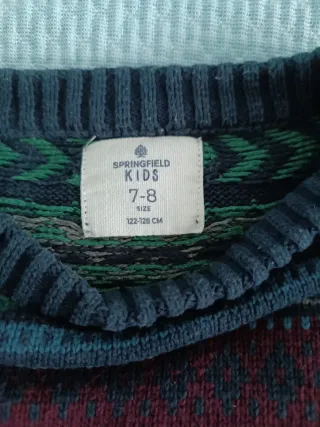 SPRINGFIELD
KIDS
7-8
SIZE
122-128 CM